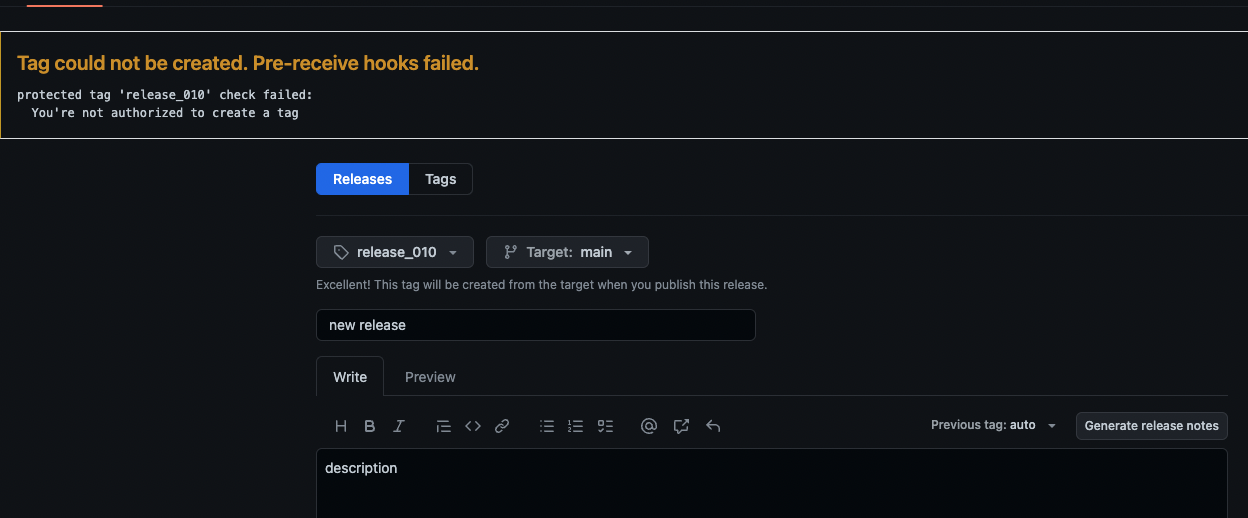 Tag could not be created. Pre-receive hooks failed.
protected tag 'release_010' check failed:
You're not authorized to create a tag
Releases Tags
release_010 Target: main
Excellent! This tag will be created from the target when you publish this release.
new release
Write Preview
H B I Previous tag: auto Generate release notes
description